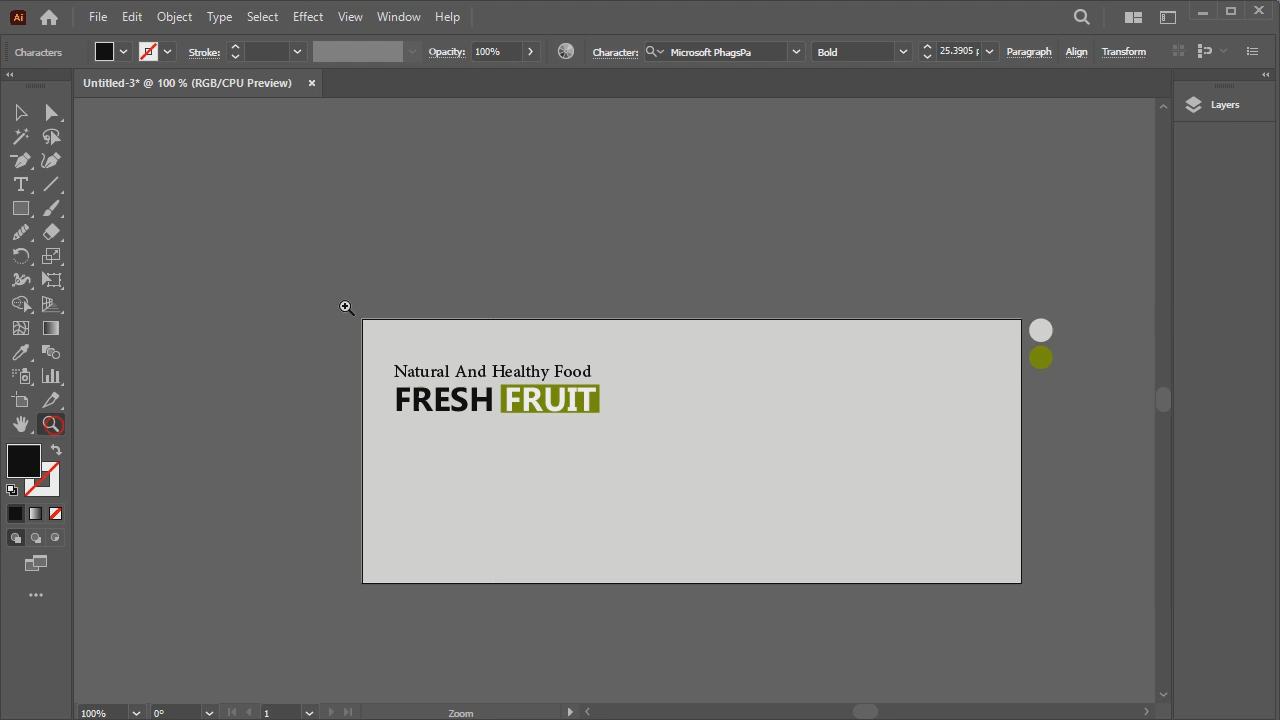 Ai File Edit Object Type Select Effect View Window Help
Characters Stroke: Opacity: 100% Character: Microsoft PhagsPa Bold 25.3905 Paragraph Align Transform
Untitled-3* @ 100 % (RGB/CPU Preview) ×
Layers
Natural And Healthy Food
FRESH FRUIT
100% 0° 1 Zoom